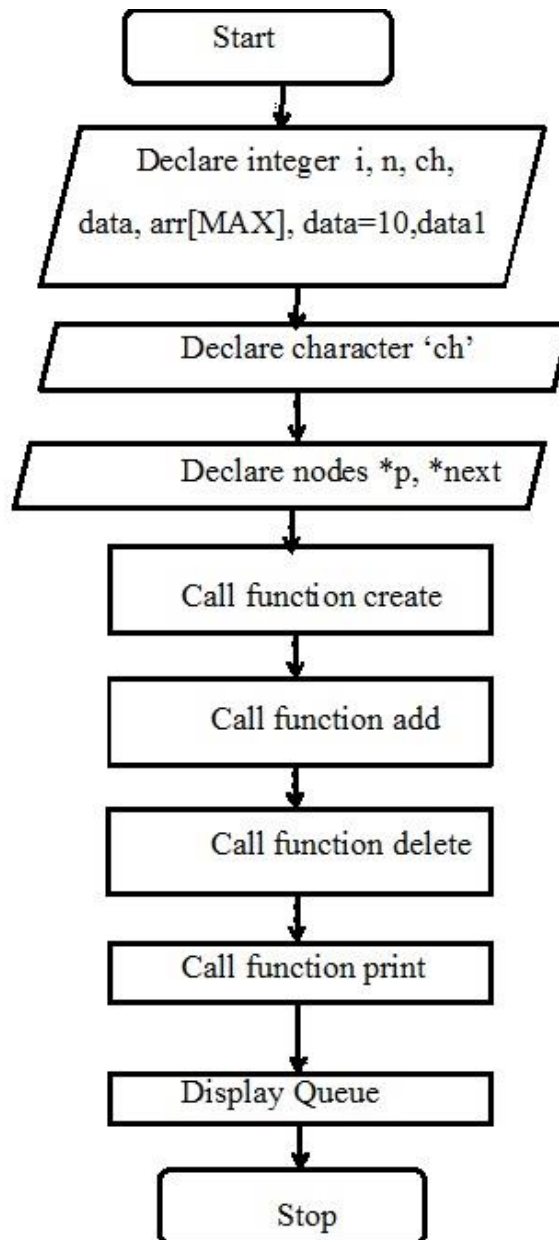 Start
Declare integer i, n, ch,
data, arr[MAX], data=10,data1
Declare character ‘ch’
Declare nodes *p, *next
Call function create
Call function add
Call function delete
Call function print
Display Queue
Stop